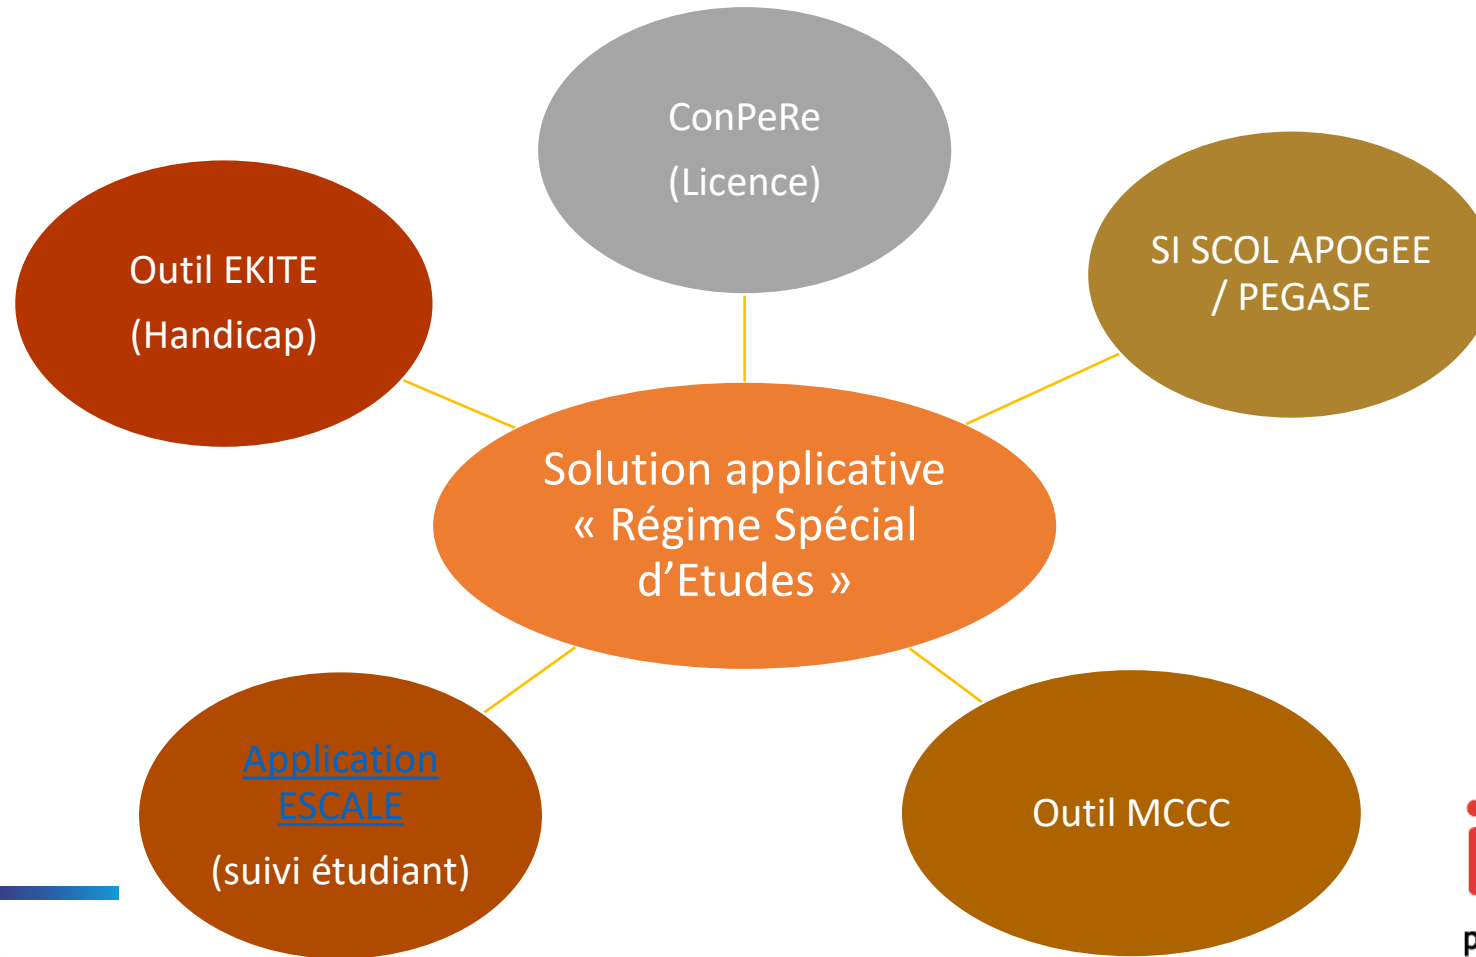 ConPeRe
(Licence)
Outil EKITE
(Handicap)
SI SCOL APOGEE
/ PEGASE
Solution applicative
« Régime Spécial
d’Etudes »
Application
ESCALE
(suivi étudiant)
Outil MCCC